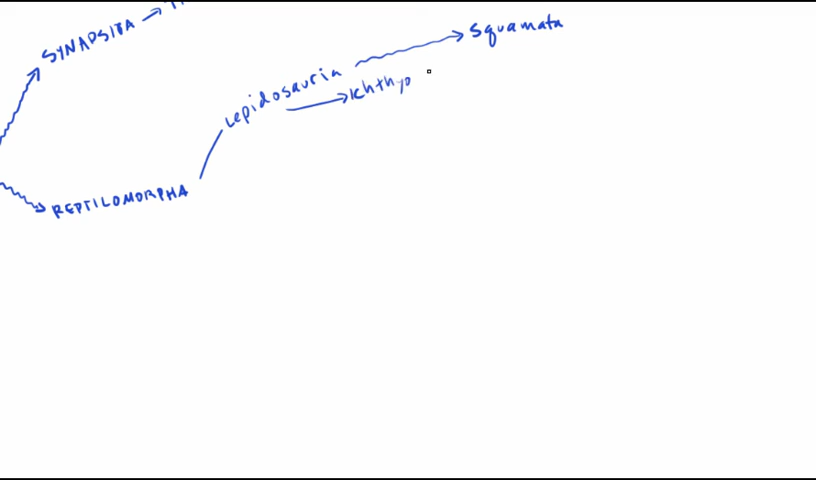 SYNAPSIDA →
Lepidosauria → Squamata
→ Ichthyo
REPTILOMORPHA